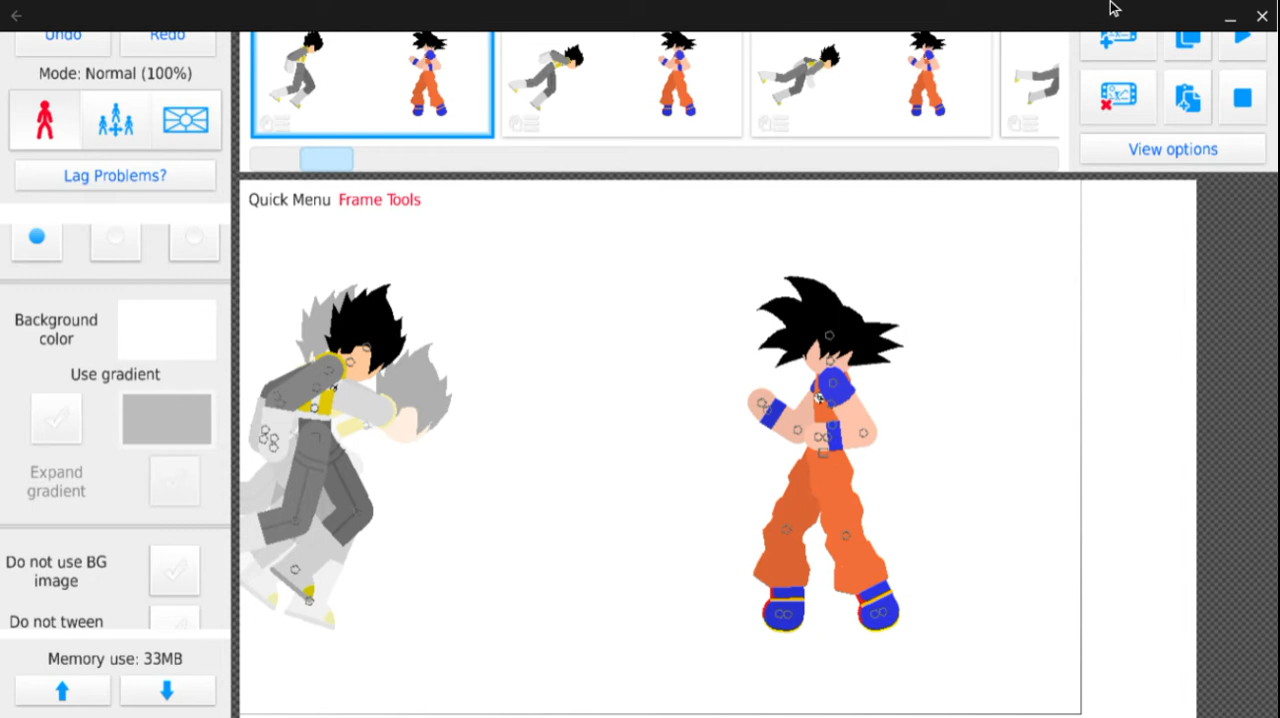 Undo Redo
Mode: Normal (100%)
Lag Problems?
View options
Quick Menu Frame Tools
Background
color
Use gradient
Expand
gradient
Do not use BG
image
Do not tween
Memory use: 33MB